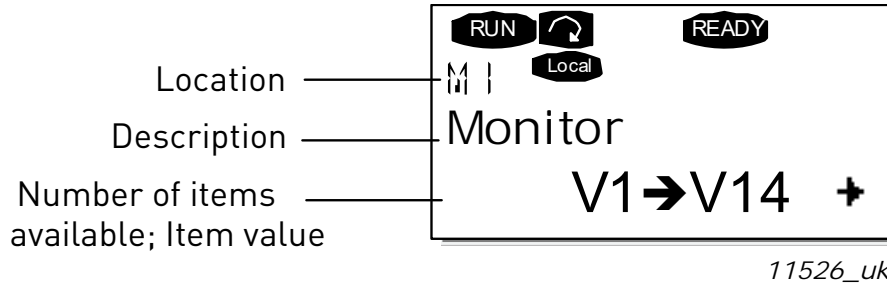 RUN READY
Local
Location M1
Description Monitor
Number of items
available; Item value V1➔V14
11526_uk